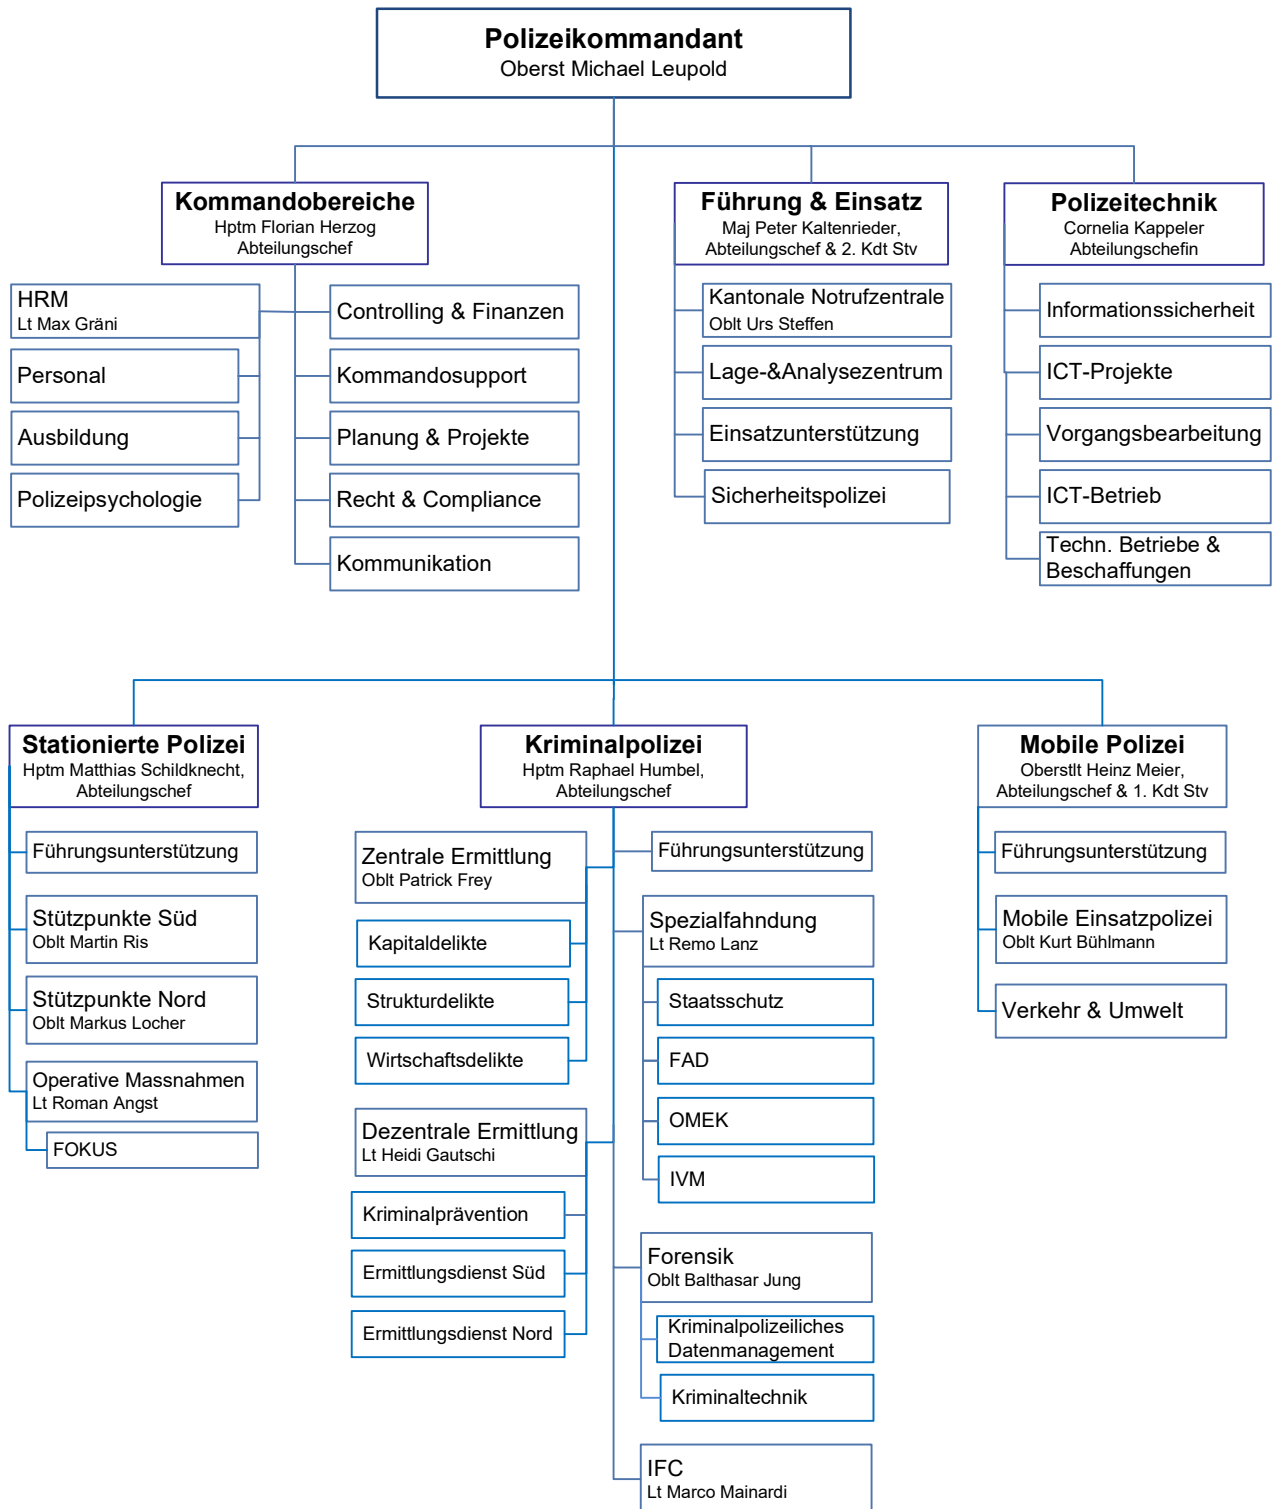 Polizeikommandant
Oberst Michael Leupold
Kommandobereiche
Hptm Florian Herzog
Abteilungschef
HRM
Lt Max Gräni
Personal
Ausbildung
Polizeipsychologie
Controlling & Finanzen
Kommandosupport
Planung & Projekte
Recht & Compliance
Kommunikation
Führung & Einsatz
Maj Peter Kaltenrieder,
Abteilungschef & 2. Kdt Stv
Kantonale Notrufzentrale
Oblt Urs Steffen
Lage-&Analysezentrum
Einsatzunterstützung
Sicherheitspolizei
Polizeitechnik
Cornelia Kappeler
Abteilungschefin
Informationssicherheit
ICT-Projekte
Vorgangsbearbeitung
ICT-Betrieb
Techn. Betriebe &
Beschaffungen
Stationierte Polizei
Hptm Matthias Schildknecht,
Abteilungschef
Führungsunterstützung
Stützpunkte Süd
Oblt Martin Ris
Stützpunkte Nord
Oblt Markus Locher
Operative Massnahmen
Lt Roman Angst
FOKUS
Kriminalpolizei
Hptm Raphael Humbel,
Abteilungschef
Zentrale Ermittlung
Oblt Patrick Frey
Kapitaldelikte
Strukturdelikte
Wirtschaftsdelikte
Dezentrale Ermittlung
Lt Heidi Gautschi
Kriminalprävention
Ermittlungsdienst Süd
Ermittlungsdienst Nord
Führungsunterstützung
Spezialfahndung
Lt Remo Lanz
Staatsschutz
FAD
OMEK
IVM
Forensik
Oblt Balthasar Jung
Kriminalpolizeiliches
Datenmanagement
Kriminaltechnik
IFC
Lt Marco Mainardi
Mobile Polizei
Oberstlt Heinz Meier,
Abteilungschef & 1. Kdt Stv
Führungsunterstützung
Mobile Einsatzpolizei
Oblt Kurt Bühlmann
Verkehr & Umwelt